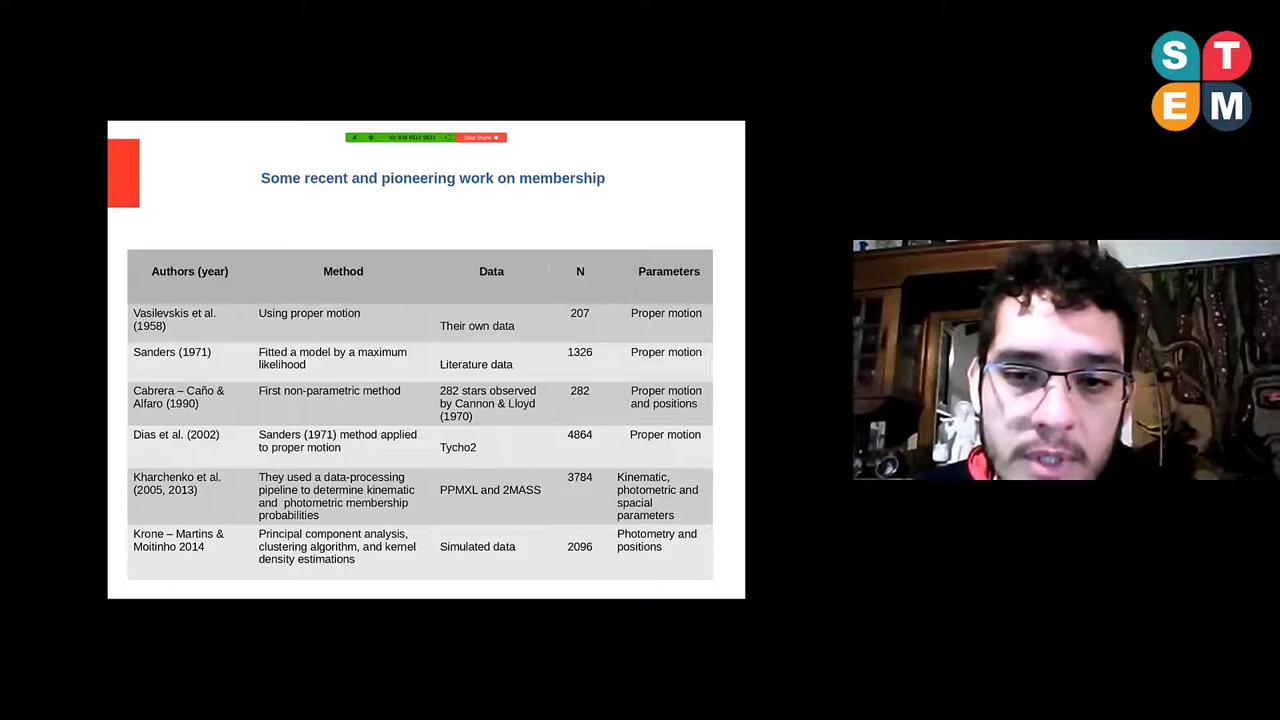 S T
E M
ID: 934 6022 9833 Stop Share
Some recent and pioneering work on membership
Authors (year) Method Data N Parameters
Vasilevskis et al. Using proper motion 207 Proper motion
(1958) Their own data
Sanders (1971) Fitted a model by a maximum 1326 Proper motion
likelihood Literature data
Cabrera – Caño & First non-parametric method 282 stars observed 282 Proper motion
Alfaro (1990) by Cannon & Lloyd and positions
(1970)
Dias et al. (2002) Sanders (1971) method applied 4864 Proper motion
to proper motion Tycho2
Kharchenko et al. They used a data-processing 3784 Kinematic,
(2005, 2013) pipeline to determine kinematic PPMXL and 2MASS photometric and
and photometric membership spacial
probabilities parameters
Krone – Martins & Principal component analysis, Photometry and
Moitinho 2014 clustering algorithm, and kernel Simulated data 2096 positions
density estimations